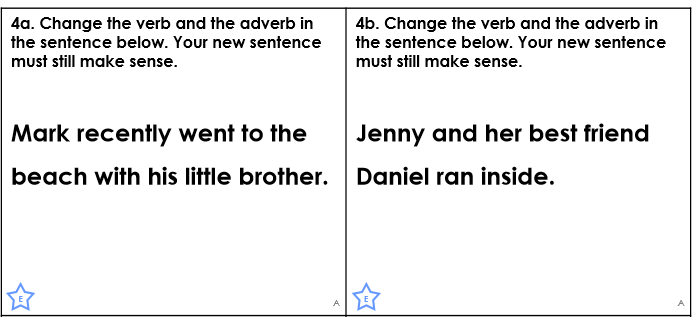 4a. Change the verb and the adverb in
the sentence below. Your new sentence
must still make sense.
Mark recently went to the
beach with his little brother.
E
A
4b. Change the verb and the adverb in
the sentence below. Your new sentence
must still make sense.
Jenny and her best friend
Daniel ran inside.
E
A